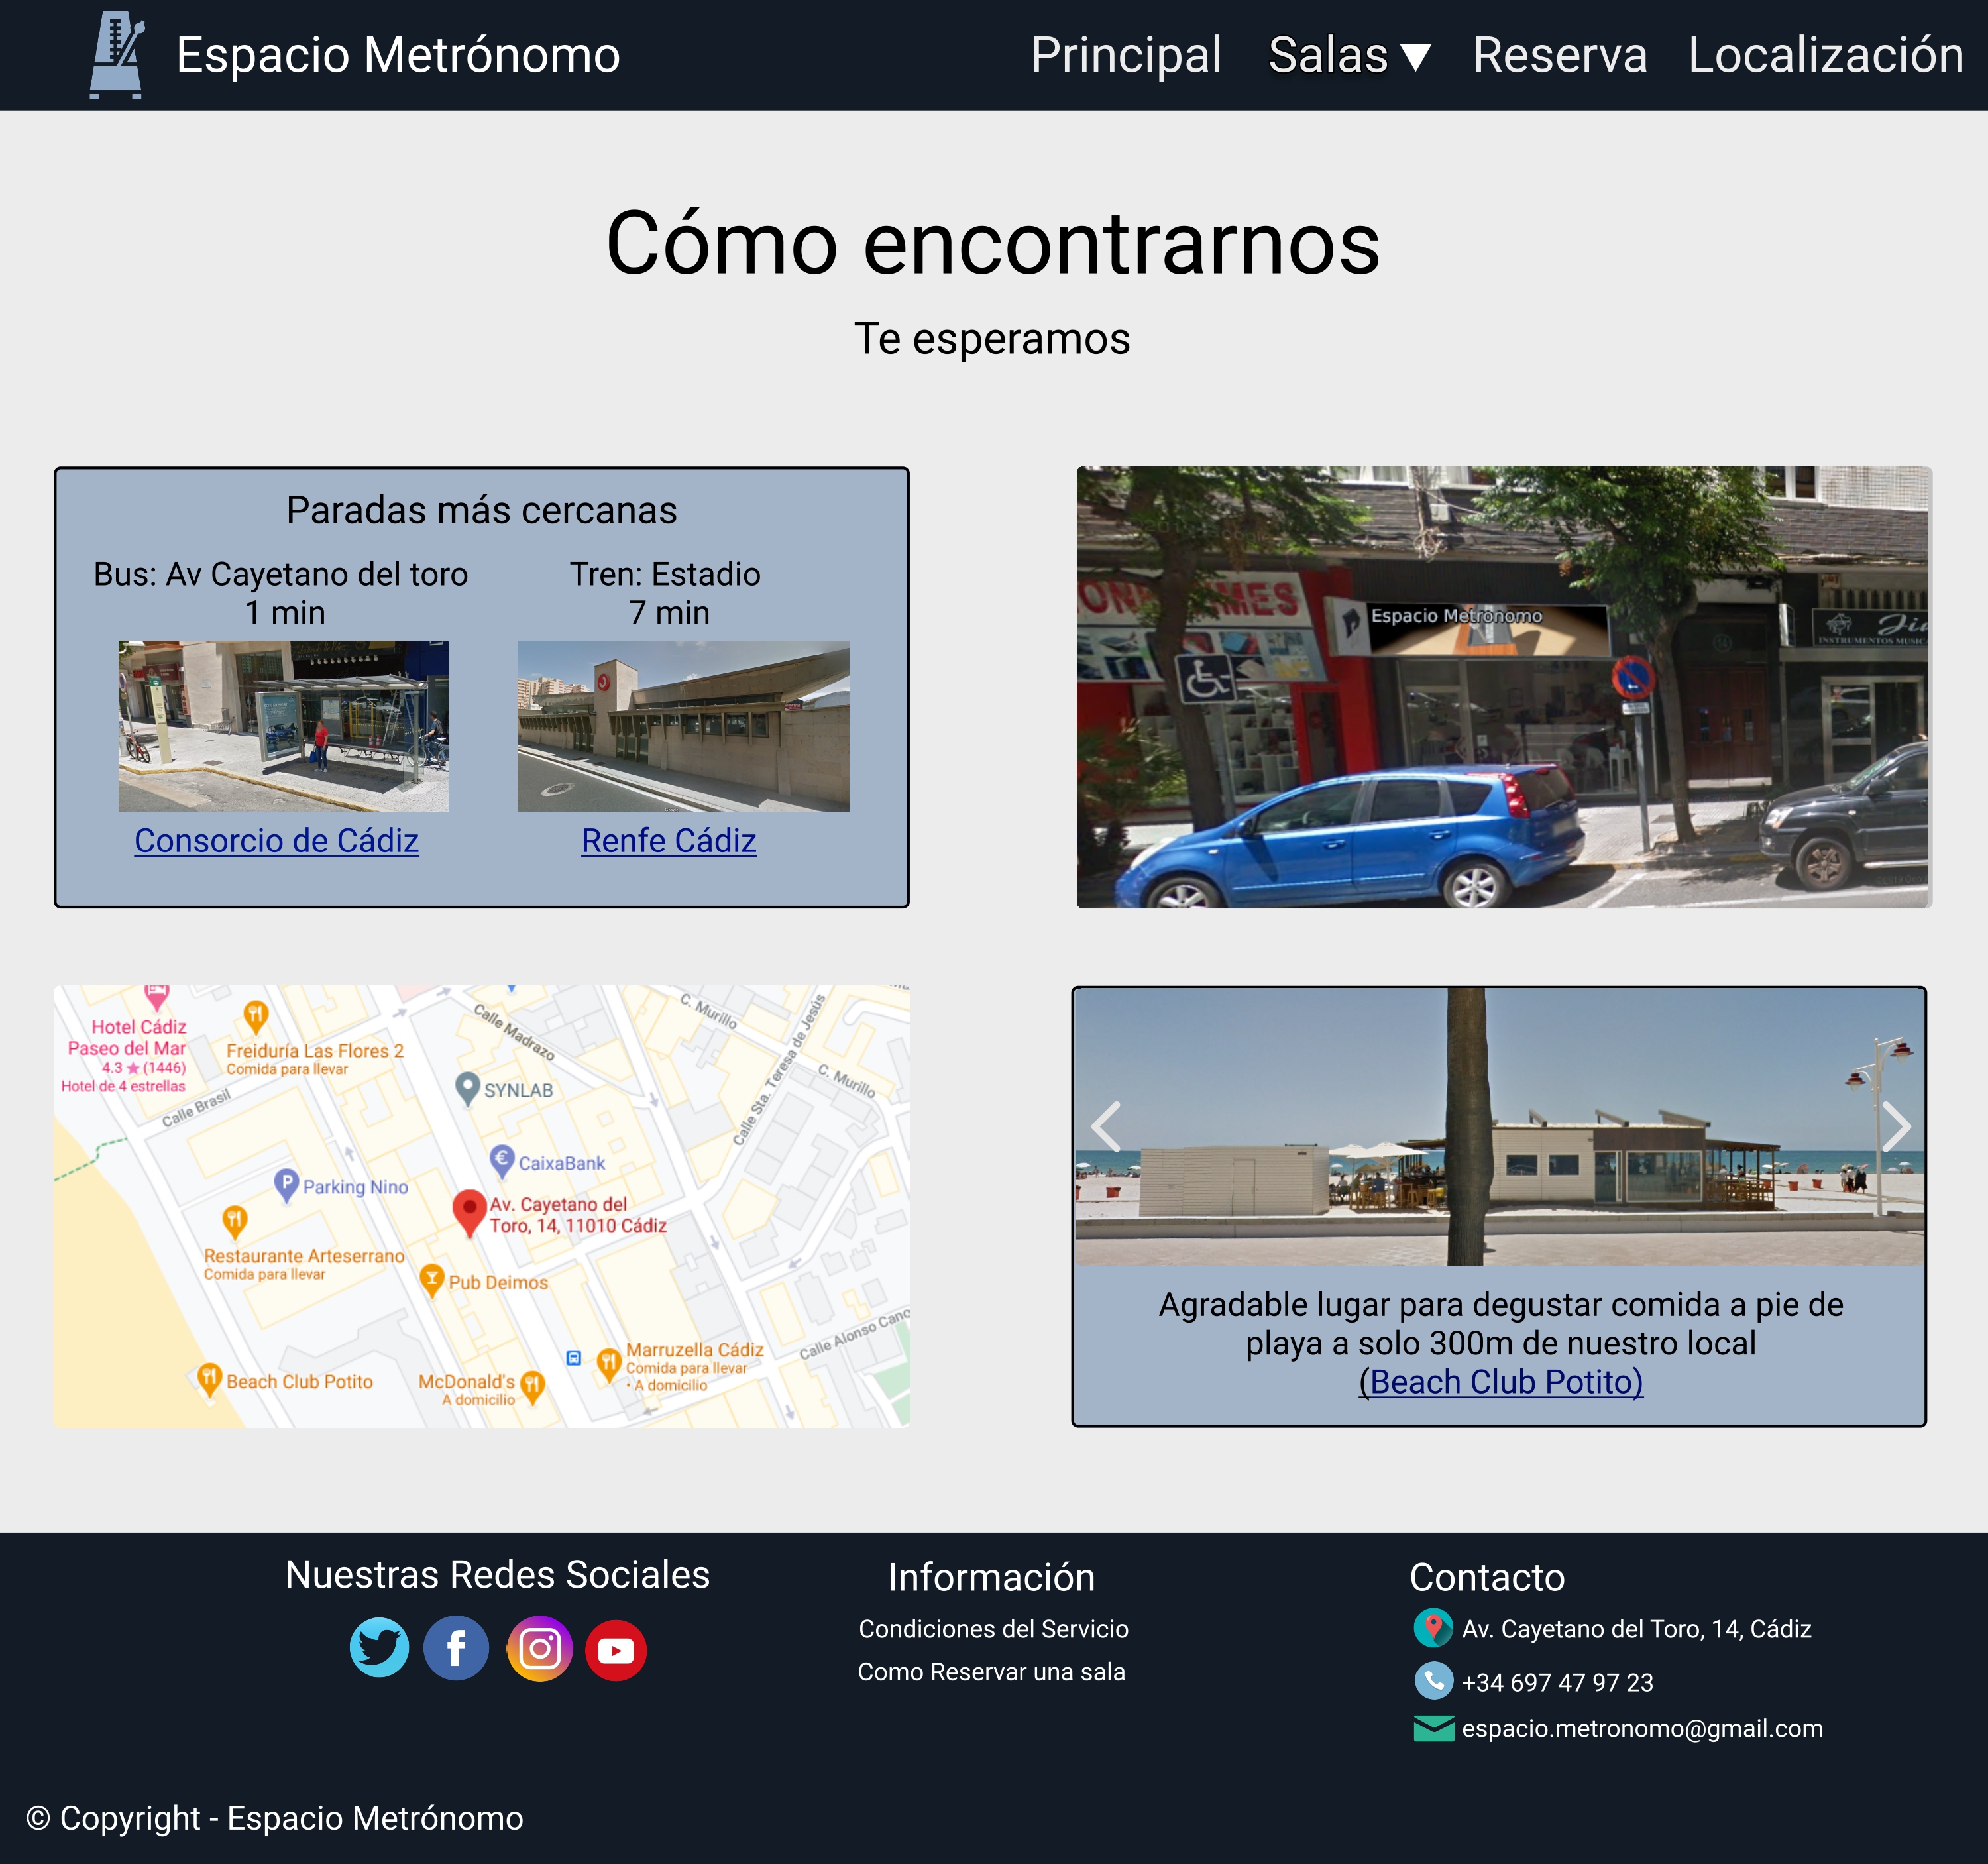 Espacio Metrónomo
Principal
Salas
Reserva
Localización
Cómo encontrarnos
Te esperamos
Paradas más cercanas
Bus: Av Cayetano del toro
1 min
Tren: Estadio
7 min
Consorcio de Cádiz
Renfe Cádiz
Espacio Metronomo
INSTRUMENTOS MUSIC
14
Hotel Cádiz
Paseo del Mar
4.3 ★ (1446)
Hotel de 4 estrellas
Freiduría Las Flores 2
Comida para llevar
Calle Brasil
Calle Madrazo
C. Murillo
C. Murillo
Calle Sta. Teresa de Jesús
SYNLAB
CaixaBank
Parking Nino
Av. Cayetano del
Toro, 14, 11010 Cádiz
Restaurante Arteserrano
Comida para llevar
Pub Deimos
Marruzella Cádiz
Comida para llevar
· A domicilio
Calle Alonso Cano
Beach Club Potito
McDonald's
A domicilio
Agradable lugar para degustar comida a pie de
playa a solo 300m de nuestro local
(Beach Club Potito)
Nuestras Redes Sociales
Información
Condiciones del Servicio
Como Reservar una sala
Contacto
Av. Cayetano del Toro, 14, Cádiz
+34 697 47 97 23
espacio.metronomo@gmail.com
© Copyright - Espacio Metrónomo